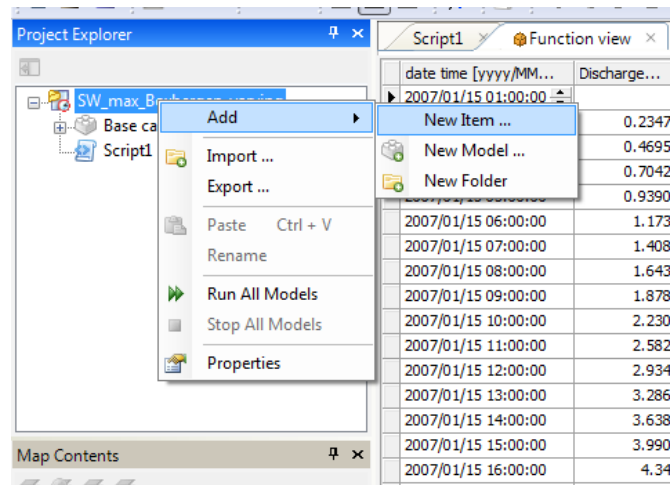 Project Explorer
SW_max_Boxbergen_varying
Base ca
Script1
Add
Import ...
Export ...
Paste Ctrl + V
Rename
Run All Models
Stop All Models
Properties
New Item ...
New Model ...
New Folder
Map Contents
Script1
Function view
date time [yyyy/MM... Discharge...
2007/01/15 01:00:00
0.2347
0.4695
0.7042
0.9390
2007/01/15 06:00:00 1.173
2007/01/15 07:00:00 1.408
2007/01/15 08:00:00 1.643
2007/01/15 09:00:00 1.878
2007/01/15 10:00:00 2.230
2007/01/15 11:00:00 2.582
2007/01/15 12:00:00 2.934
2007/01/15 13:00:00 3.286
2007/01/15 14:00:00 3.638
2007/01/15 15:00:00 3.990
2007/01/15 16:00:00 4.34